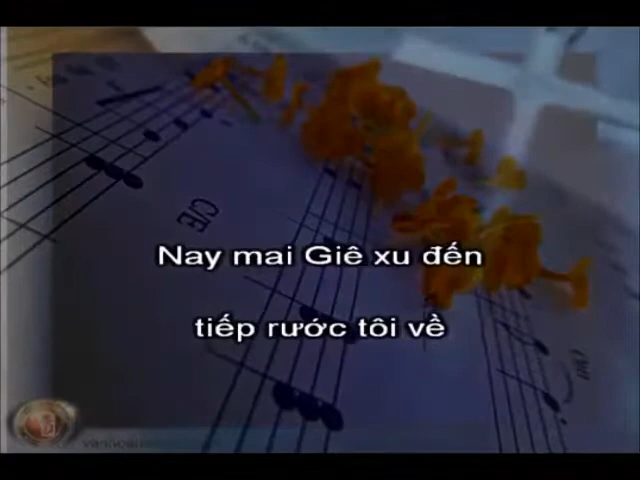 C/E
Nay mai Giê xu đến
tiếp rước tôi về